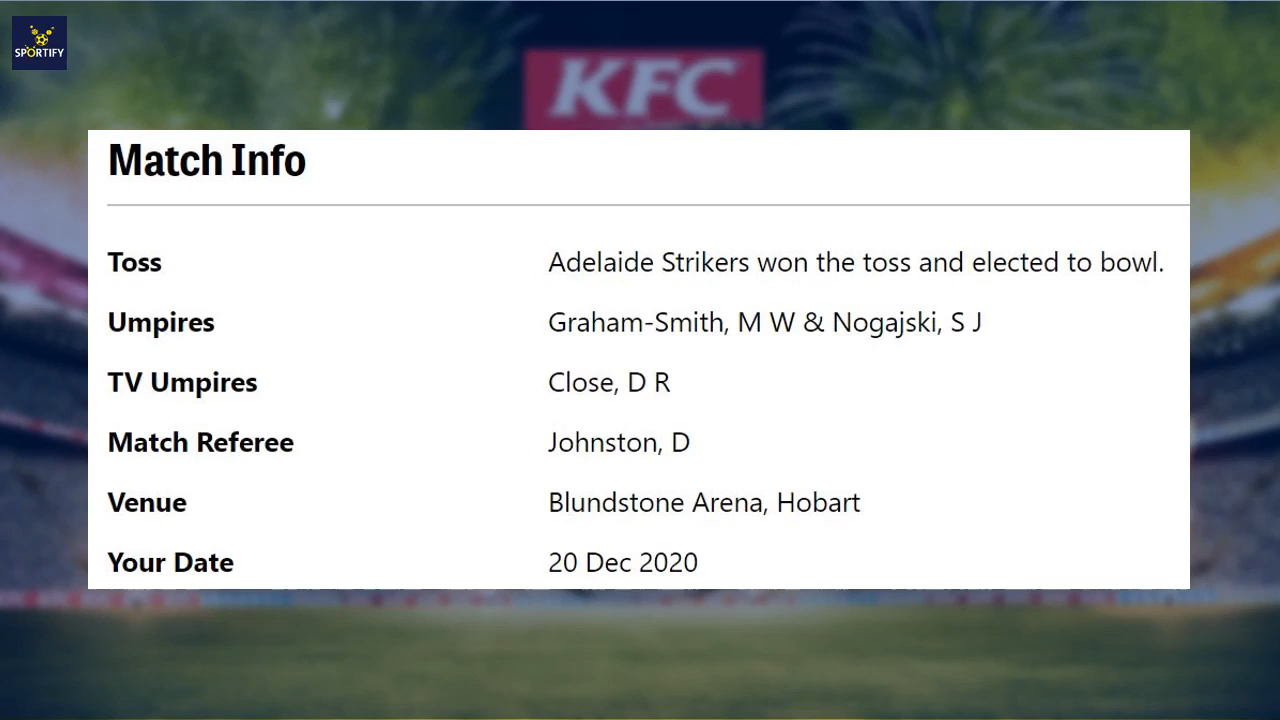 SPORTIFY
KFC
Match Info
Toss Adelaide Strikers won the toss and elected to bowl.
Umpires Graham-Smith, M W & Nogajski, S J
TV Umpires Close, D R
Match Referee Johnston, D
Venue Blundstone Arena, Hobart
Your Date 20 Dec 2020